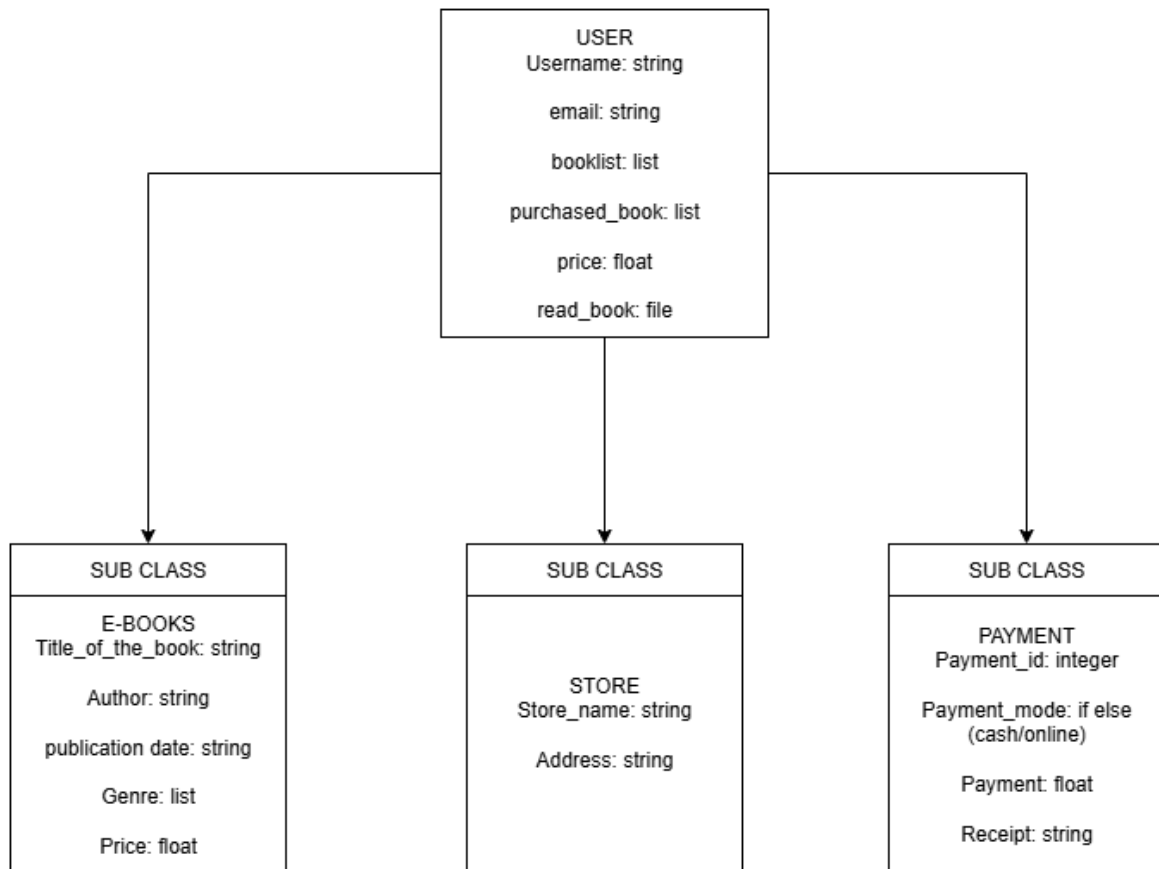 USER
Username: string
email: string
booklist: list
purchased_book: list
price: float
read_book: file
SUB CLASS
E-BOOKS
Title_of_the_book: string
Author: string
publication date: string
Genre: list
Price: float
SUB CLASS
STORE
Store_name: string
Address: string
SUB CLASS
PAYMENT
Payment_id: integer
Payment_mode: if else
(cash/online)
Payment: float
Receipt: string